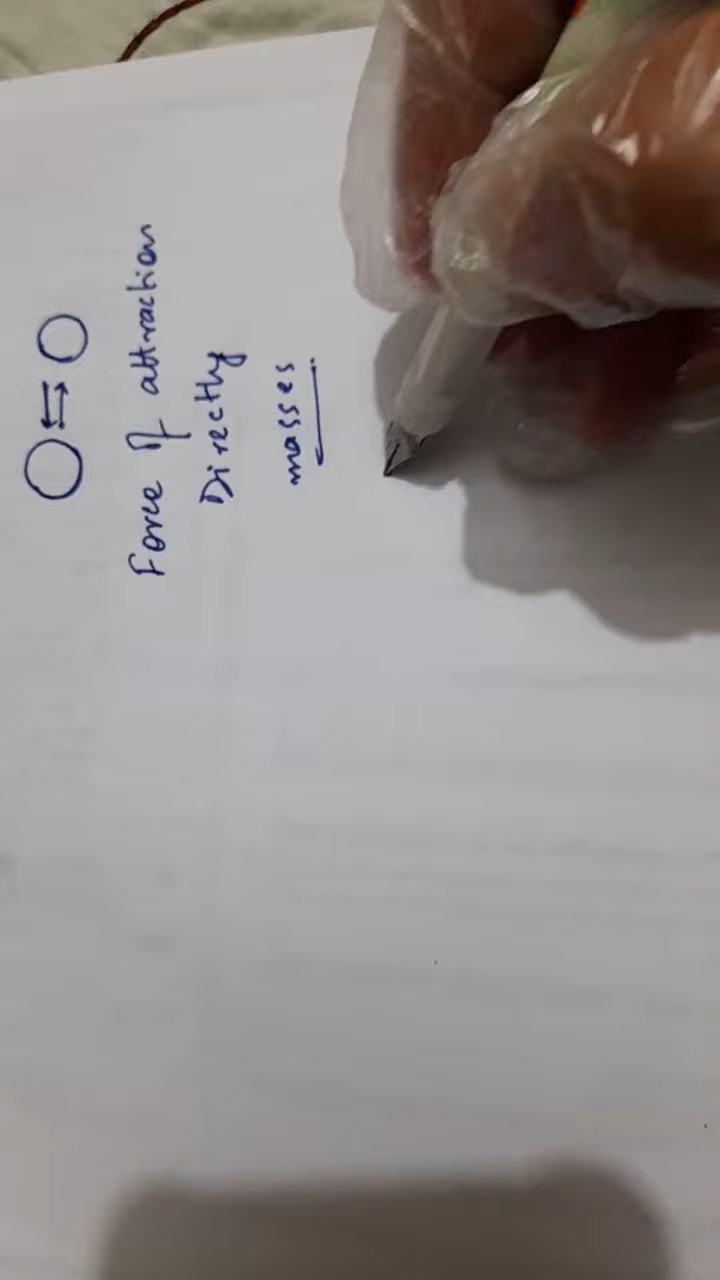 Force of attraction
Directly
masses